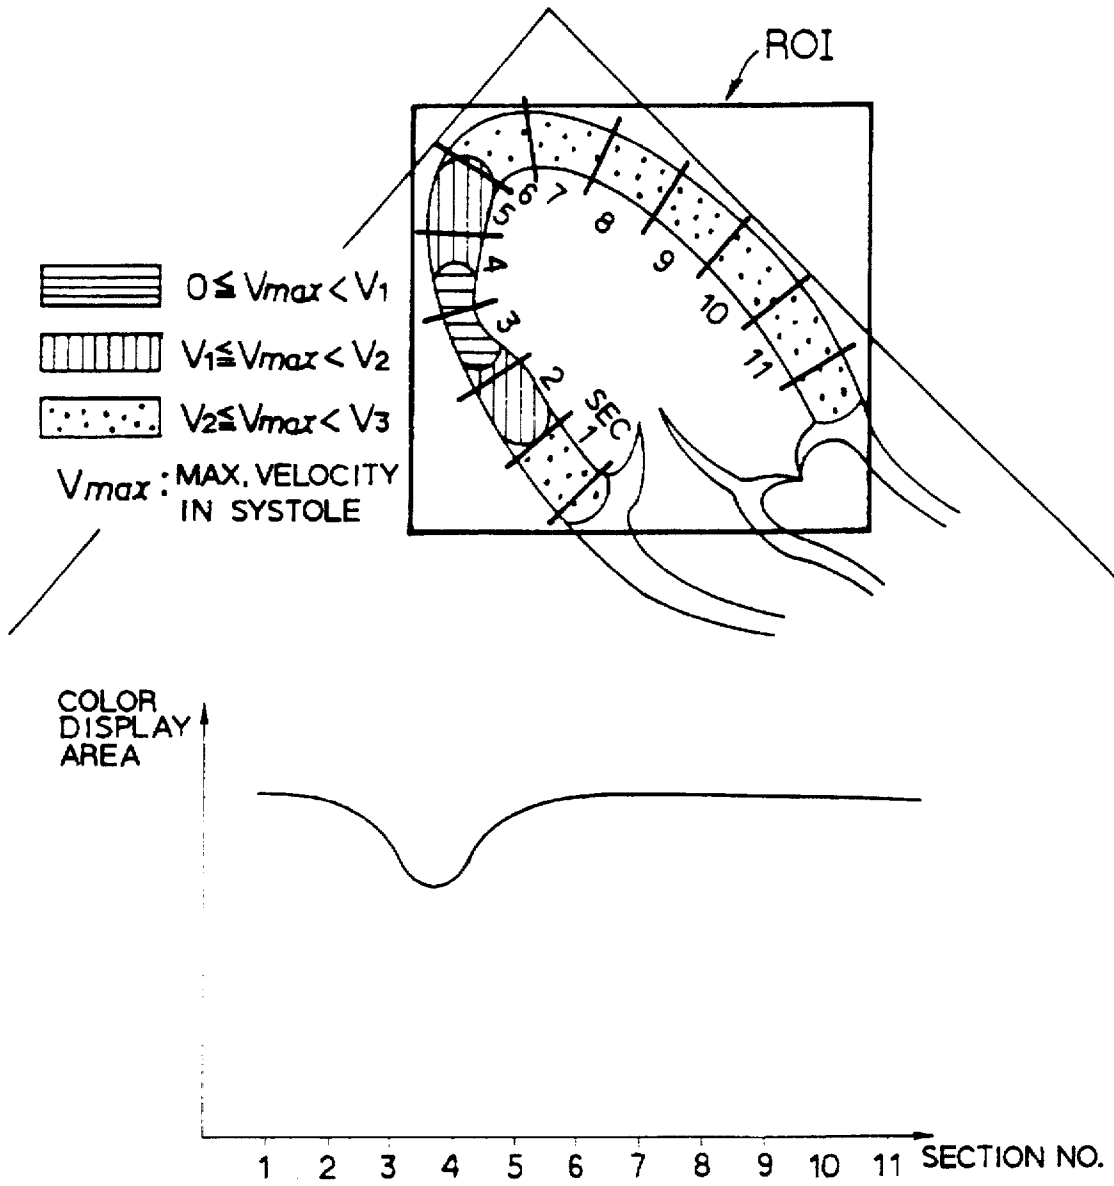 ROI
0≦Vmax<V1
V1≦Vmax<V2
V2≦Vmax<V3
Vmax: MAX. VELOCITY
IN SYSTOLE
SEC
1
2
3
4
5
6
7
8
9
10
11
COLOR
DISPLAY
AREA
1 2 3 4 5 6 7 8 9 10 11 SECTION NO.